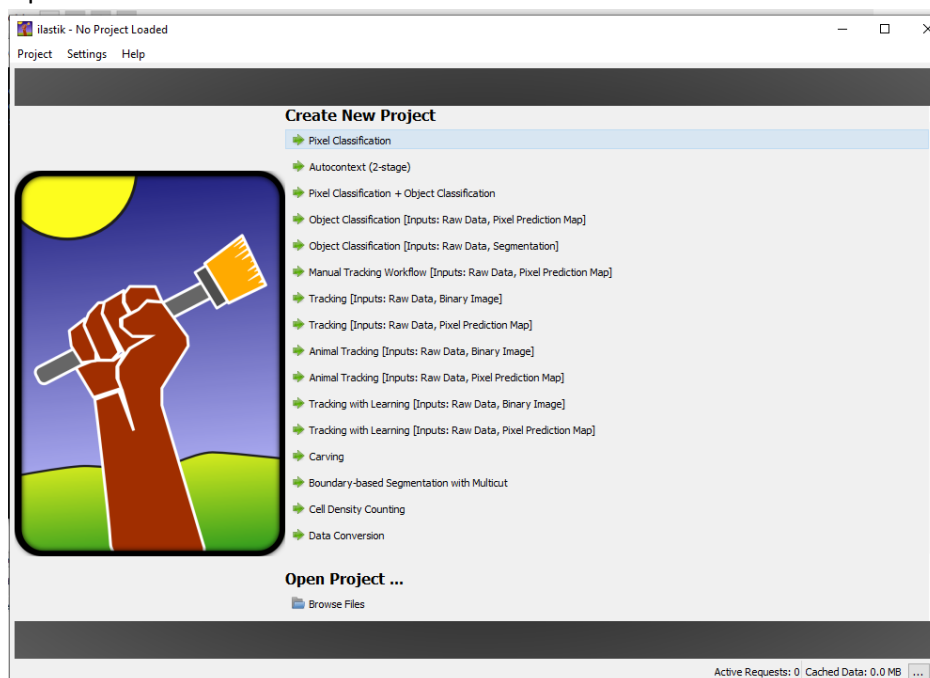 ilastik - No Project Loaded
Project Settings Help
Create New Project
Pixel Classification
Autocontext (2-stage)
Pixel Classification + Object Classification
Object Classification [Inputs: Raw Data, Pixel Prediction Map]
Object Classification [Inputs: Raw Data, Segmentation]
Manual Tracking Workflow [Inputs: Raw Data, Pixel Prediction Map]
Tracking [Inputs: Raw Data, Binary Image]
Tracking [Inputs: Raw Data, Pixel Prediction Map]
Animal Tracking [Inputs: Raw Data, Binary Image]
Animal Tracking [Inputs: Raw Data, Pixel Prediction Map]
Tracking with Learning [Inputs: Raw Data, Binary Image]
Tracking with Learning [Inputs: Raw Data, Pixel Prediction Map]
Carving
Boundary-based Segmentation with Multicut
Cell Density Counting
Data Conversion
Open Project ...
Browse Files
Active Requests: 0 Cached Data: 0.0 MB ...